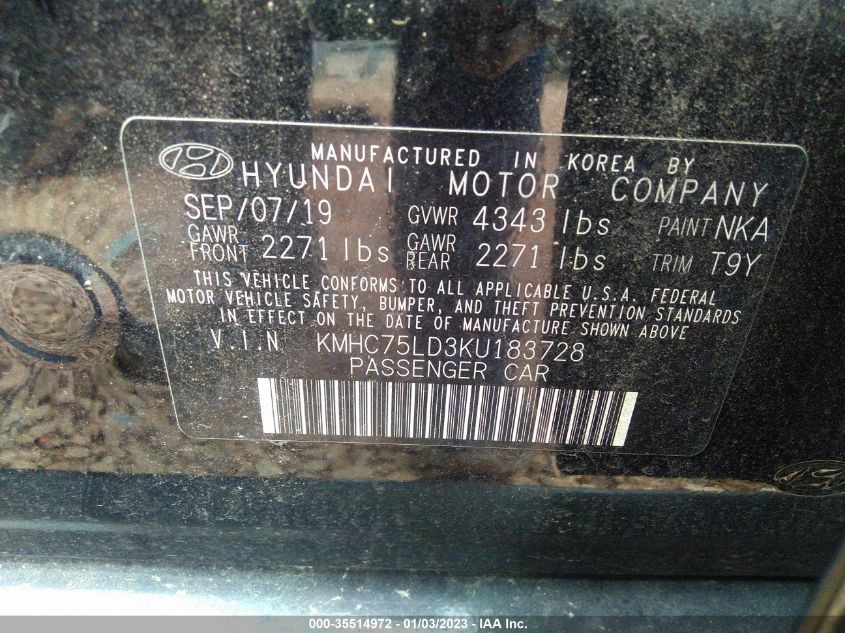 MANUFACTURED IN KOREA BY
HYUNDAI MOTOR COMPANY
SEP/07/19 GVWR 4343 lbs PAINT NKA
GAWR FRONT 2271 lbs GAWR REAR 2271 lbs TRIM T9Y
THIS VEHICLE CONFORMS TO ALL APPLICABLE U.S.A. FEDERAL
MOTOR VEHICLE SAFETY, BUMPER, AND THEFT PREVENTION STANDARDS
IN EFFECT ON THE DATE OF MANUFACTURE SHOWN ABOVE
V.I.N KMHC75LD3KU183728
PASSENGER CAR
000-35514972 - 01/03/2023 - IAA Inc.